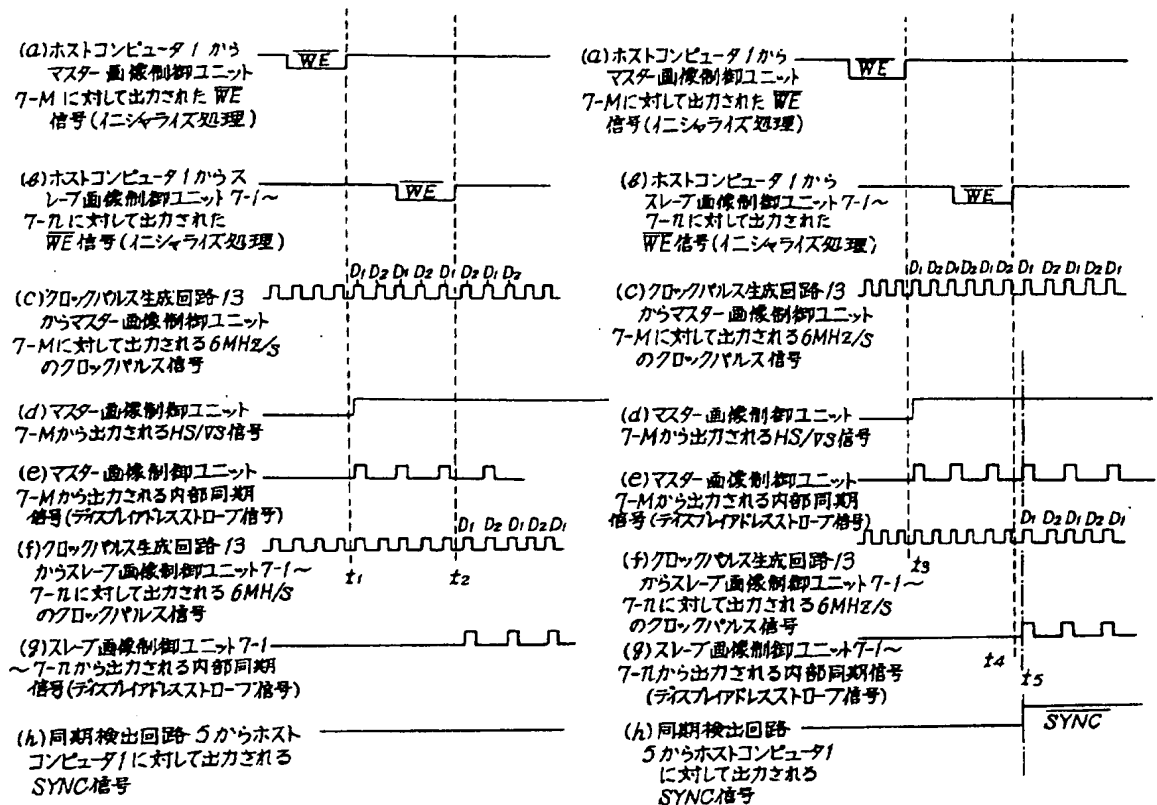 (a)ホストコンピュータ1から
マスター画像制御ユニット
7-Mに対して出力された W̅E̅
信号(イニシャライズ処理)
W̅E̅
(b)ホストコンピュータ1からス
レーブ画像制御ユニット7-1〜
7-nに対して出力された
W̅E̅信号(イニシャライズ処理)
W̅E̅
D1 D2 D1 D2 D1 D2 D1 D2
(c)クロックパルス生成回路13
からマスター画像制御ユニット
7-Mに対して出力される6MHz/s
のクロックパルス信号
(d)マスター画像制御ユニット
7-Mから出力されるHS/VS信号
(e)マスター画像制御ユニット
7-Mから出力される内部同期
信号(ディスプレイアドレスストローブ信号)
D1 D2 D1 D2 D1
(f)クロックパルス生成回路13
からスレーブ画像制御ユニット7-1〜
7-nに対して出力される6MH/s
のクロックパルス信号
t1
t2
(g)スレーブ画像制御ユニット7-1
〜7-nから出力される内部同期
信号(ディスプレイアドレスストローブ信号)
(h)同期検出回路5からホスト
コンピュータ1に対して出力される
SYNC信号
(a)ホストコンピュータ1から
マスター画像制御ユニット
7-Mに対して出力された W̅E̅
信号(イニシャライズ処理)
W̅E̅
(b)ホストコンピュータ1から
スレーブ画像制御ユニット7-1〜
7-nに対して出力された
W̅E̅信号(イニシャライズ処理)
W̅E̅
D1 D2 D1 D2 D1 D2 D1 D2 D1 D2 D1
(c)クロックパルス生成回路13
からマスター画像制御ユニット
7-Mに対して出力される6MHz/s
のクロックパルス信号
(d)マスター画像制御ユニット
7-Mから出力されるHS/VS信号
(e)マスター画像制御ユニット
7-Mから出力される内部同期
信号(ディスプレイアドレスストローブ信号)
D1 D2 D1 D2 D1
t3
(f)クロックパルス生成回路13
からスレーブ画像制御ユニット7-1〜
7-nに対して出力される6MHz/s
のクロックパルス信号
(g)スレーブ画像制御ユニット7-1〜
7-nから出力される内部同期信号
(ディスプレイアドレスストローブ信号)
t4
t5
S̅Y̅N̅C̅
(h)同期検出回路
5からホストコンピュータ1
に対して出力される
SYNC信号